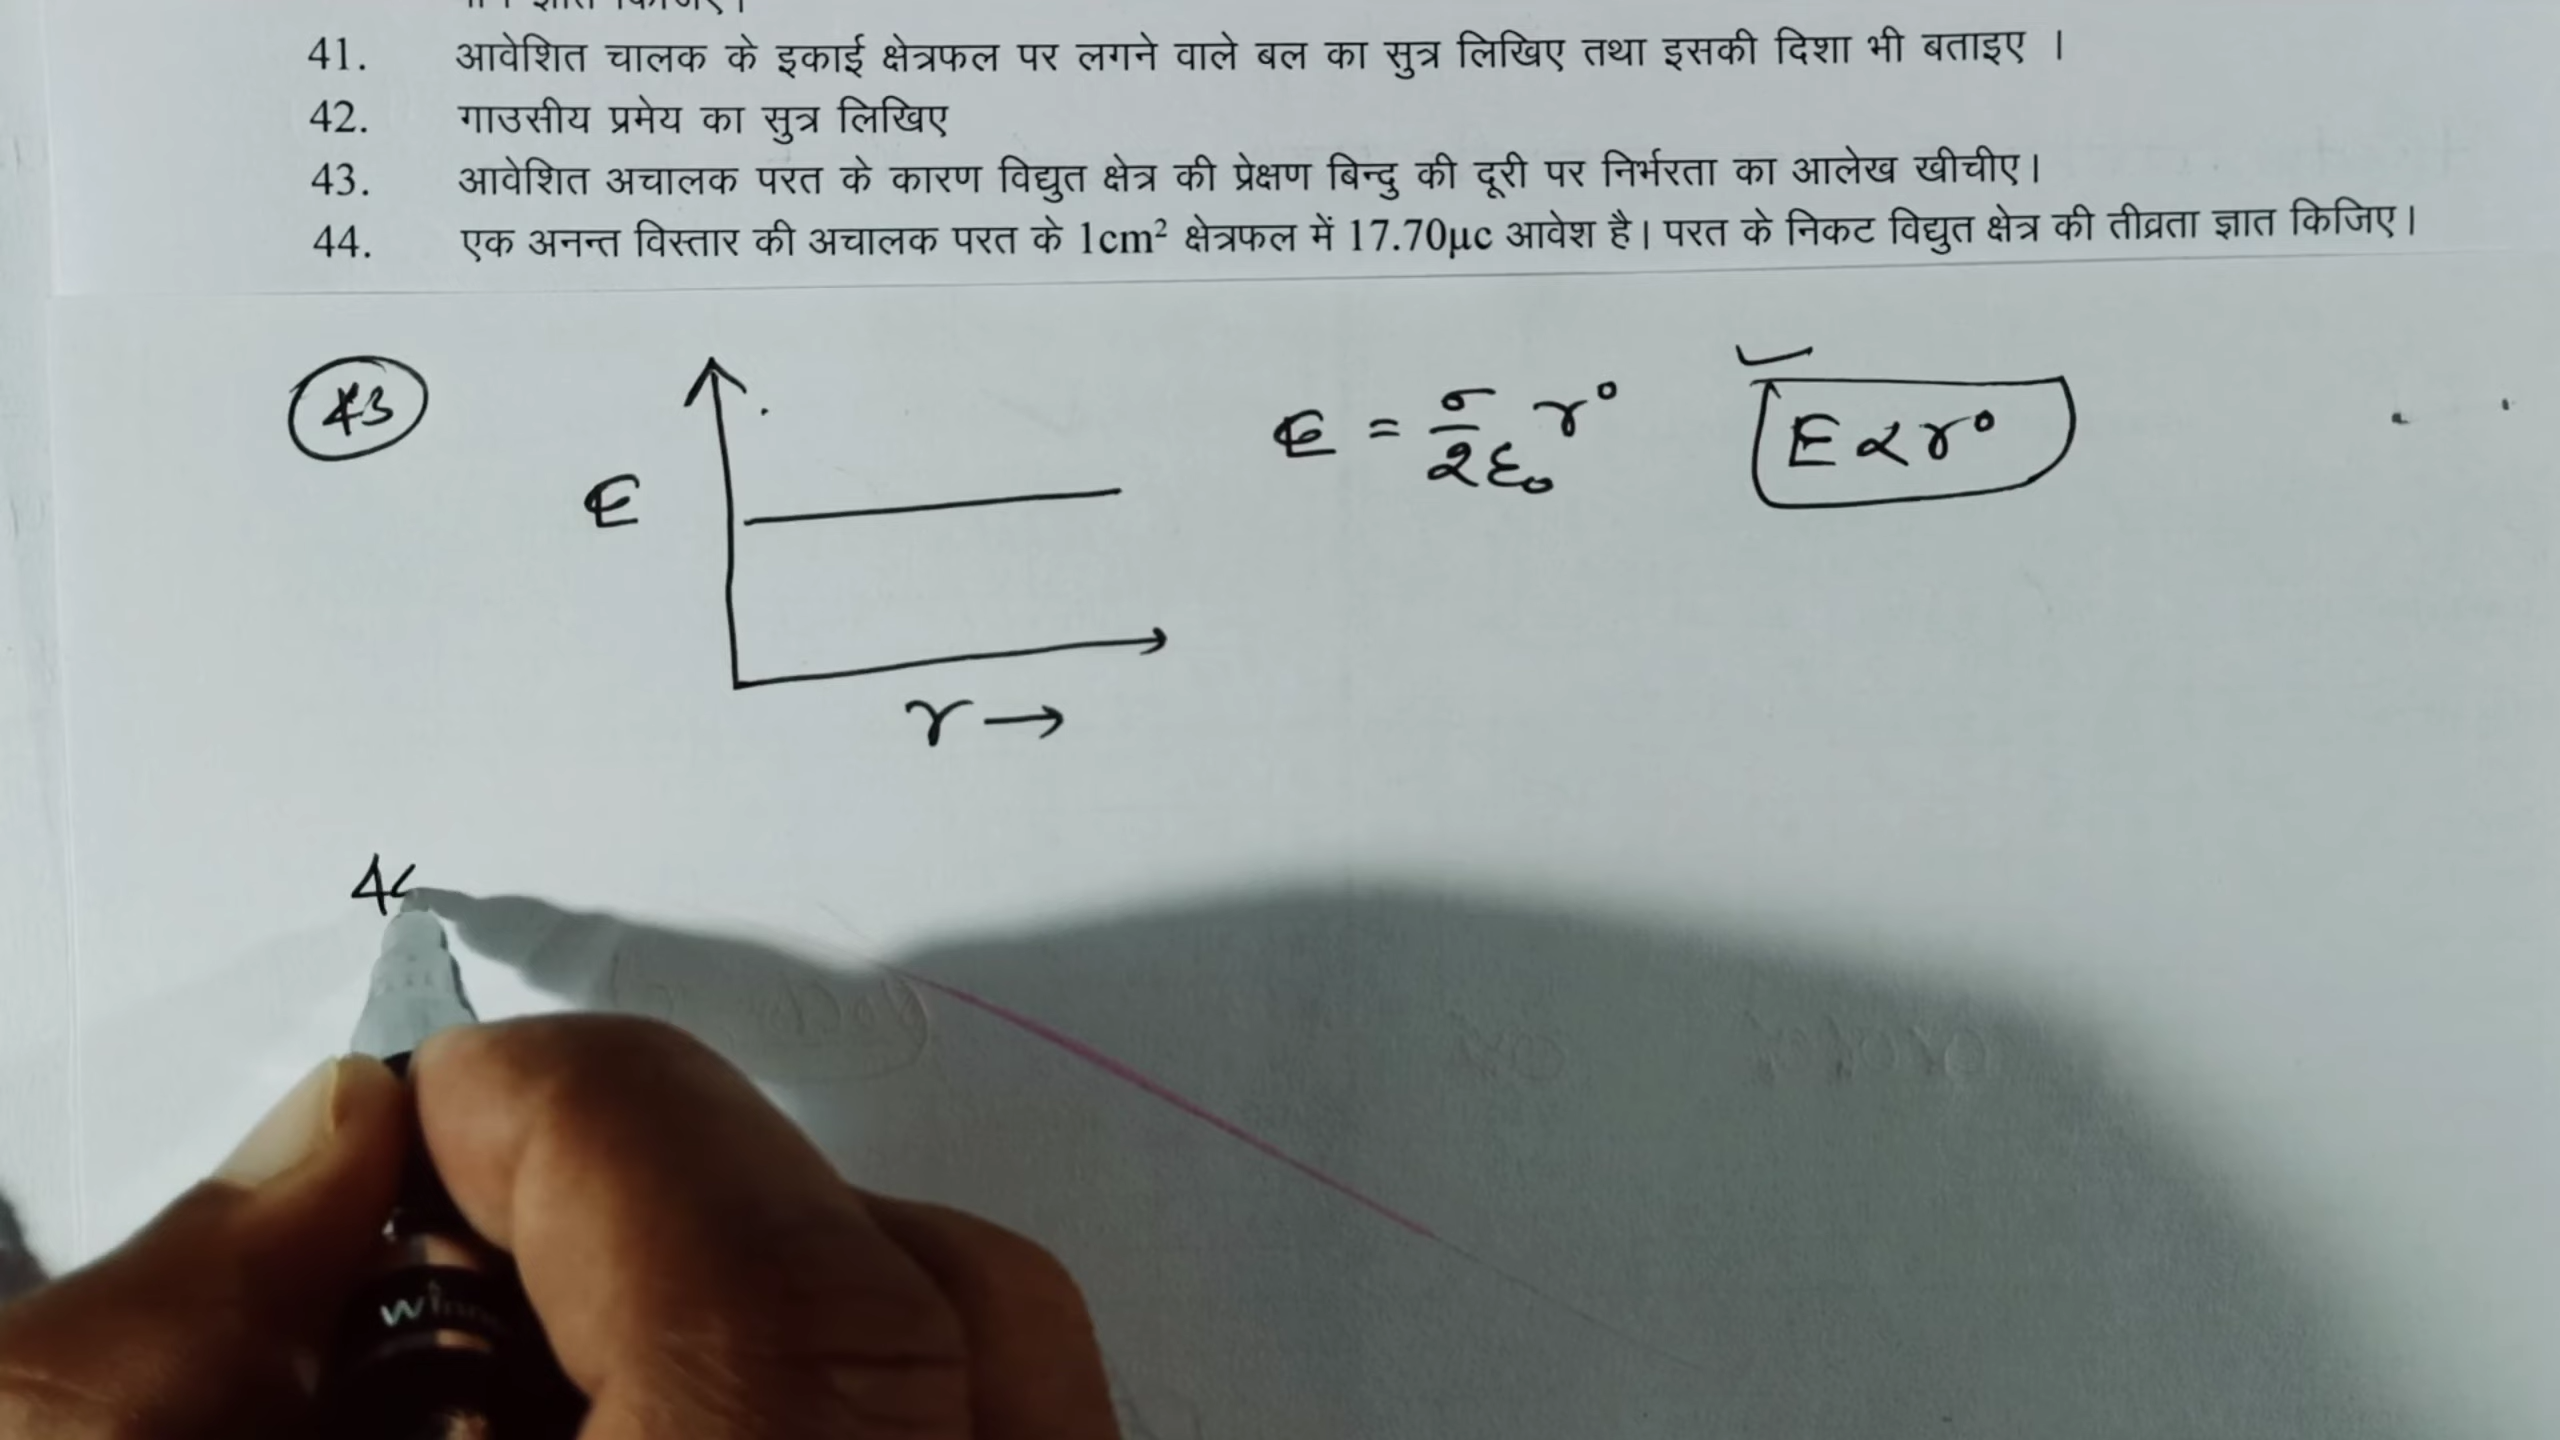 41. आवेशित चालक के इकाई क्षेत्रफल पर लगने वाले बल का सुत्र लिखिए तथा इसकी दिशा भी बताइए ।
42. गाउसीय प्रमेय का सुत्र लिखिए
43. आवेशित अचालक परत के कारण विद्युत क्षेत्र की प्रेक्षण बिन्दु की दूरी पर निर्भरता का आलेख खीचीए।
44. एक अनन्त विस्तार की अचालक परत के 1cm² क्षेत्रफल में 17.70μc आवेश है। परत के निकट विद्युत क्षेत्र की तीव्रता ज्ञात किजिए।
43
E
r →
E = σ/2ε₀ r⁰
E ∝ r⁰
4